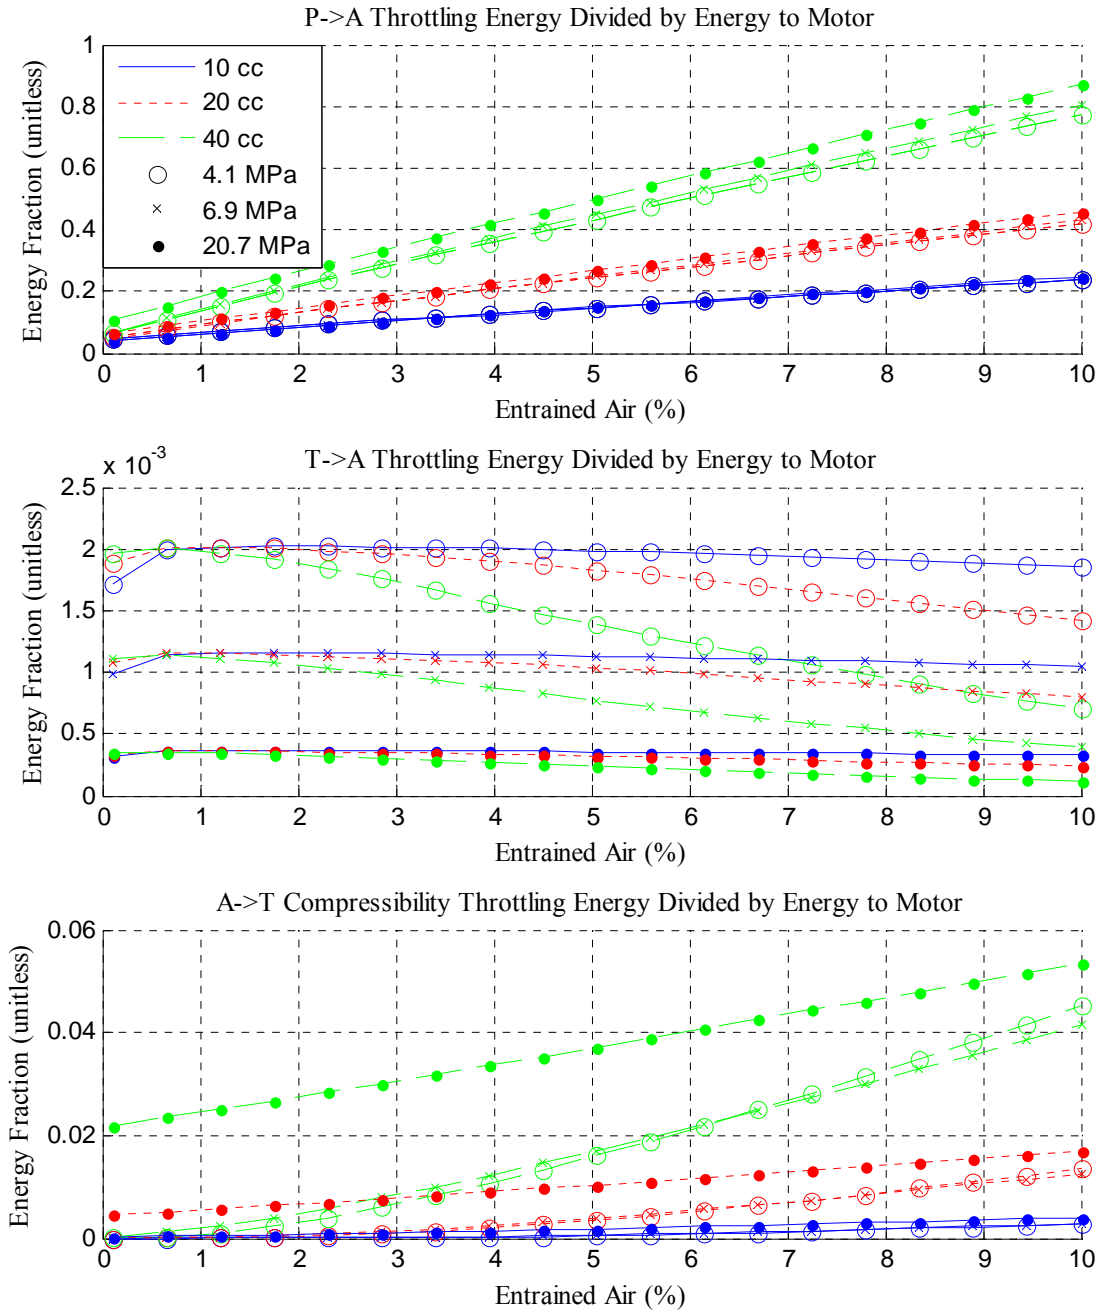 P->A Throttling Energy Divided by Energy to Motor
1
0.8
0.6
0.4
0.2
0
Energy Fraction (unitless)
10 cc
20 cc
40 cc
4.1 MPa
6.9 MPa
20.7 MPa
0 1 2 3 4 5 6 7 8 9 10
Entrained Air (%)
x 10-3
T->A Throttling Energy Divided by Energy to Motor
2.5
2
1.5
1
0.5
0
Energy Fraction (unitless)
0 1 2 3 4 5 6 7 8 9 10
Entrained Air (%)
A->T Compressibility Throttling Energy Divided by Energy to Motor
0.06
0.04
0.02
0
Energy Fraction (unitless)
0 1 2 3 4 5 6 7 8 9 10
Entrained Air (%)